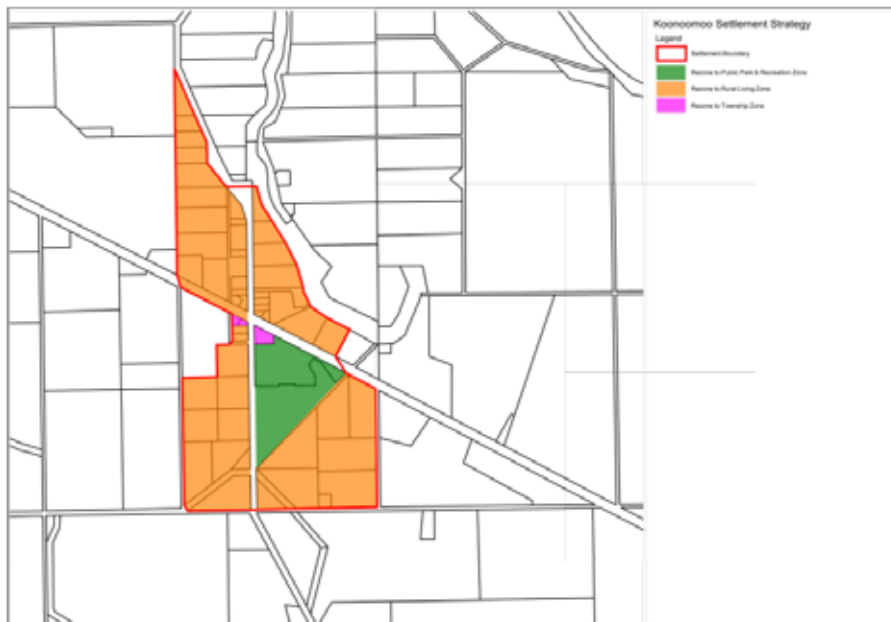 Koonoomoo Settlement Strategy
Legend
Settlement Boundary
Rezone to Public Park & Recreation Zone
Rezone to Rural Living Zone
Rezone to Township Zone